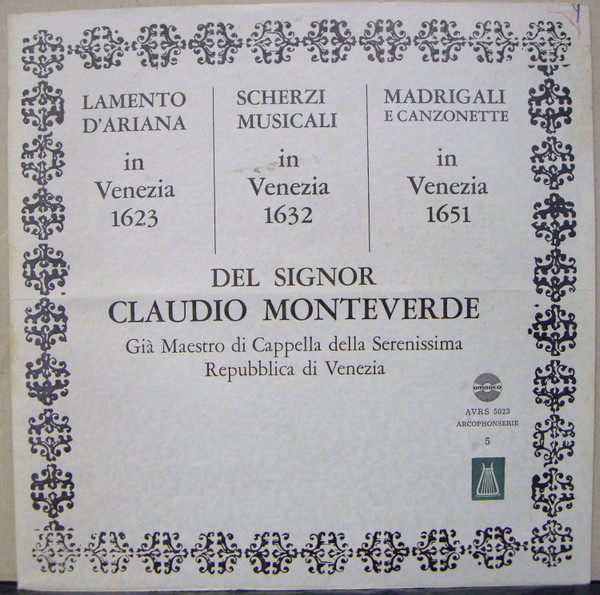 LAMENTO
D'ARIANA
in
Venezia
1623
SCHERZI
MUSICALI
in
Venezia
1632
MADRIGALI
E CANZONETTE
in
Venezia
1651
DEL SIGNOR
CLAUDIO MONTEVERDE
Già Maestro di Cappella della Serenissima
Repubblica di Venezia
amadeo
AVRS 5023
ARCOPHONSERIE
5